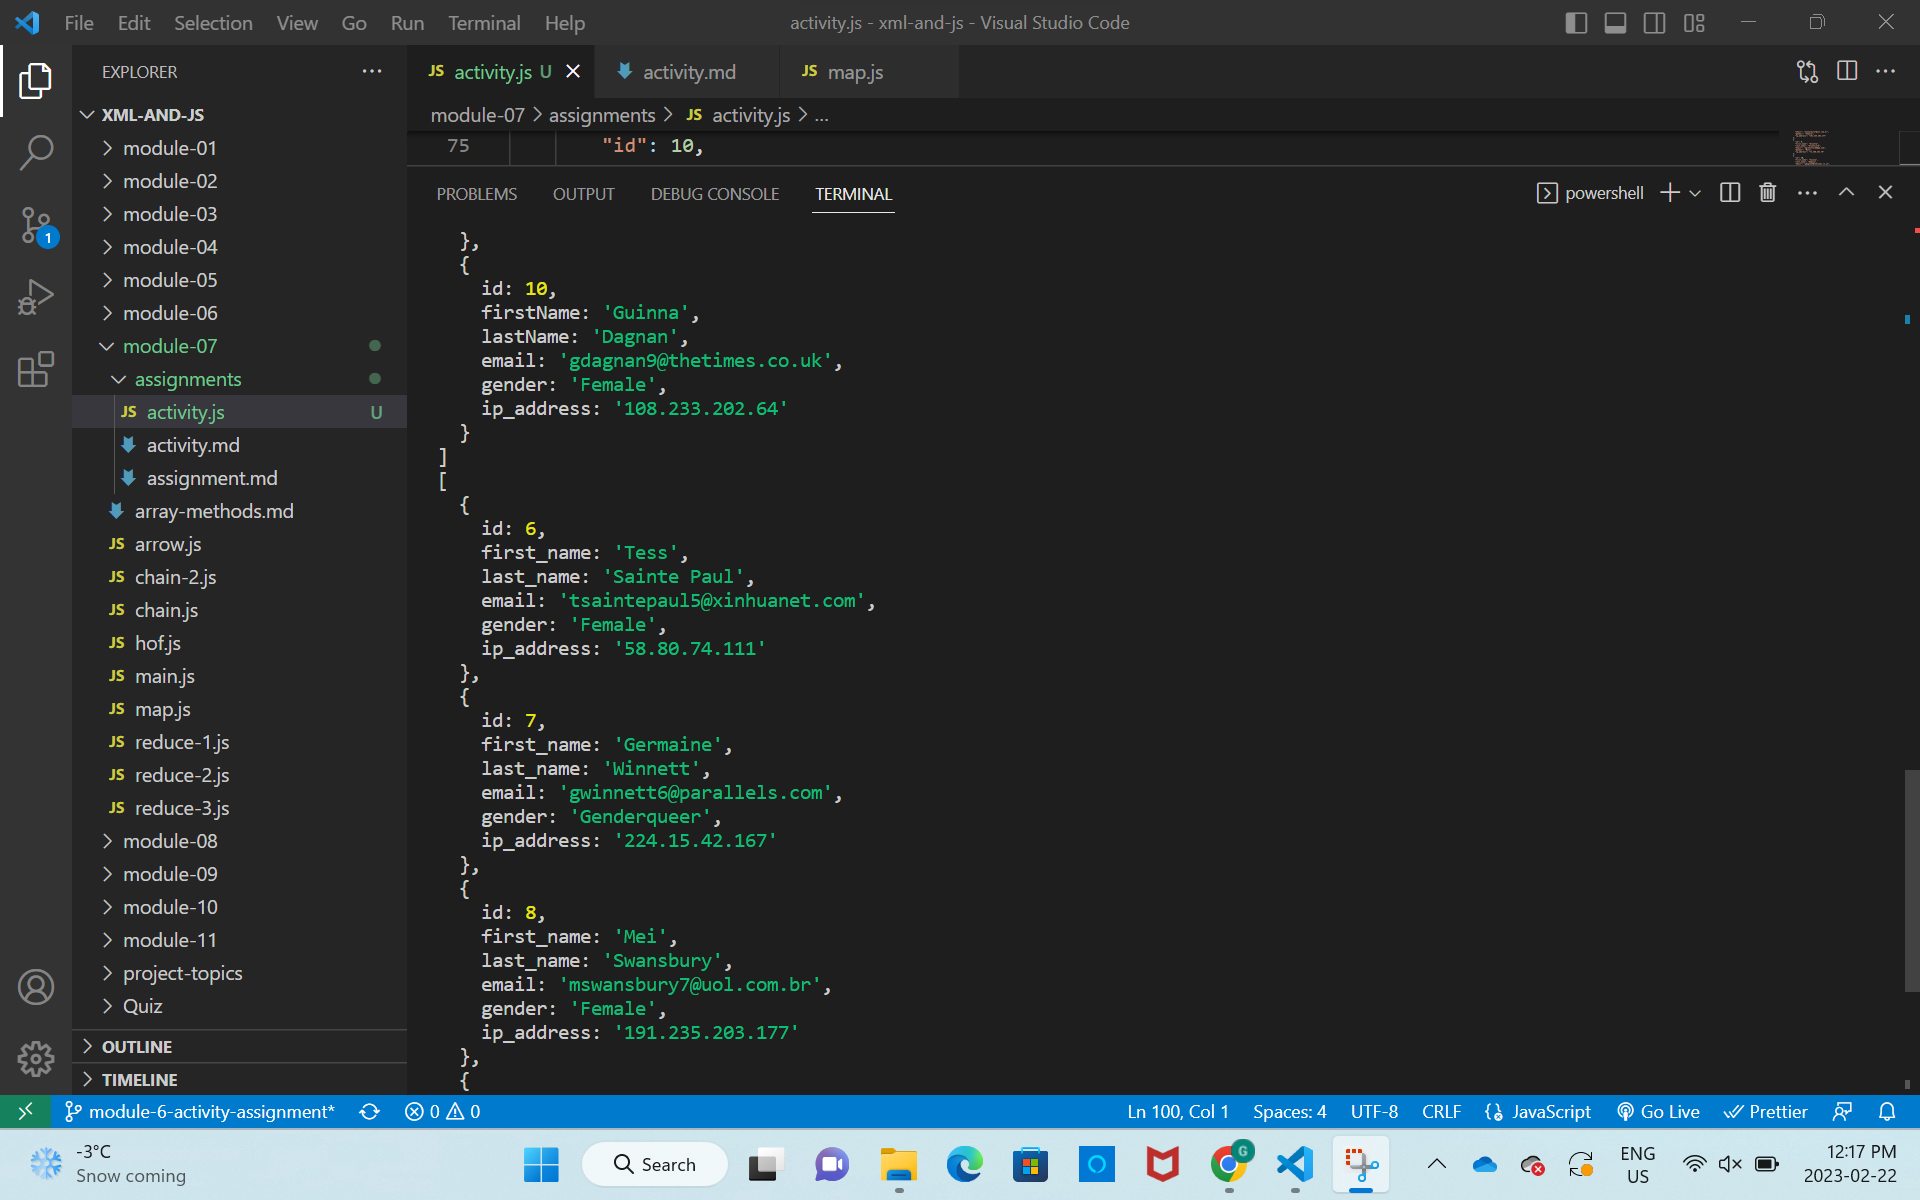 File Edit Selection View Go Run Terminal Help
activity.js - xml-and-js - Visual Studio Code
EXPLORER
XML-AND-JS
module-01
module-02
module-03
module-04
module-05
module-06
module-07
assignments
JS activity.js U
activity.md
assignment.md
array-methods.md
JS arrow.js
JS chain-2.js
JS chain.js
JS hof.js
JS main.js
JS map.js
JS reduce-1.js
JS reduce-2.js
JS reduce-3.js
module-08
module-09
module-10
module-11
project-topics
Quiz
OUTLINE
TIMELINE
1
JS activity.js U
activity.md
JS map.js
module-07 > assignments > JS activity.js > ...
75 "id": 10,
PROBLEMS OUTPUT DEBUG CONSOLE TERMINAL
powershell
},
{
id: 10,
firstName: 'Guinna',
lastName: 'Dagnan',
email: 'gdagnan9@thetimes.co.uk',
gender: 'Female',
ip_address: '108.233.202.64'
}
]
[
{
id: 6,
first_name: 'Tess',
last_name: 'Sainte Paul',
email: 'tsaintepaul5@xinhuanet.com',
gender: 'Female',
ip_address: '58.80.74.111'
},
{
id: 7,
first_name: 'Germaine',
last_name: 'Winnett',
email: 'gwinnett6@parallels.com',
gender: 'Genderqueer',
ip_address: '224.15.42.167'
},
{
id: 8,
first_name: 'Mei',
last_name: 'Swansbury',
email: 'mswansbury7@uol.com.br',
gender: 'Female',
ip_address: '191.235.203.177'
},
{
module-6-activity-assignment* 0 0
Ln 100, Col 1 Spaces: 4 UTF-8 CRLF JavaScript Go Live Prettier
-3°C
Snow coming
Search
G
ENG
US
12:17 PM
2023-02-22